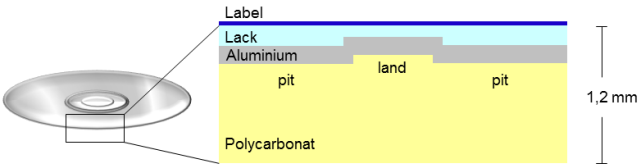 Label
Lack
Aluminium
land
pit
pit
1,2 mm
Polycarbonat